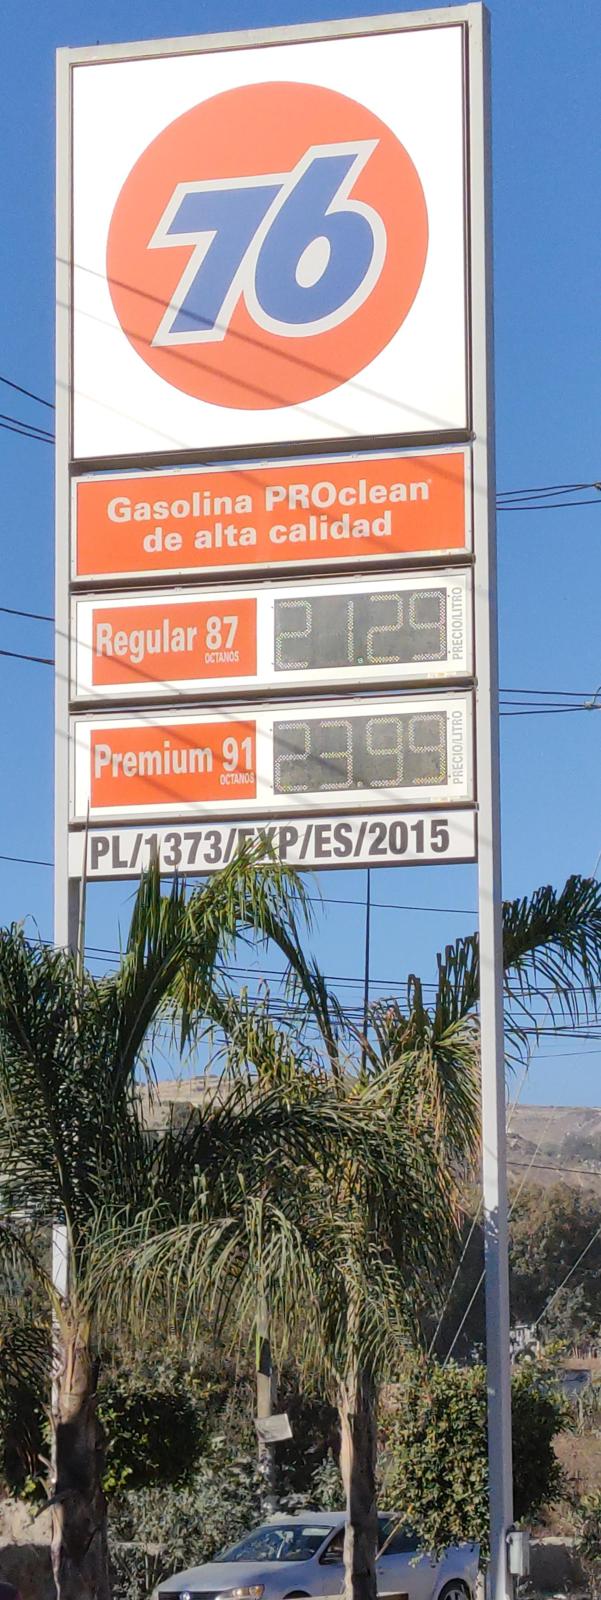 76
Gasolina PROclean®
de alta calidad
Regular 87
OCTANOS
21.29
PRECIO/LITRO
Premium 91
OCTANOS
23.99
PRECIO/LITRO
PL/1373/EXP/ES/2015